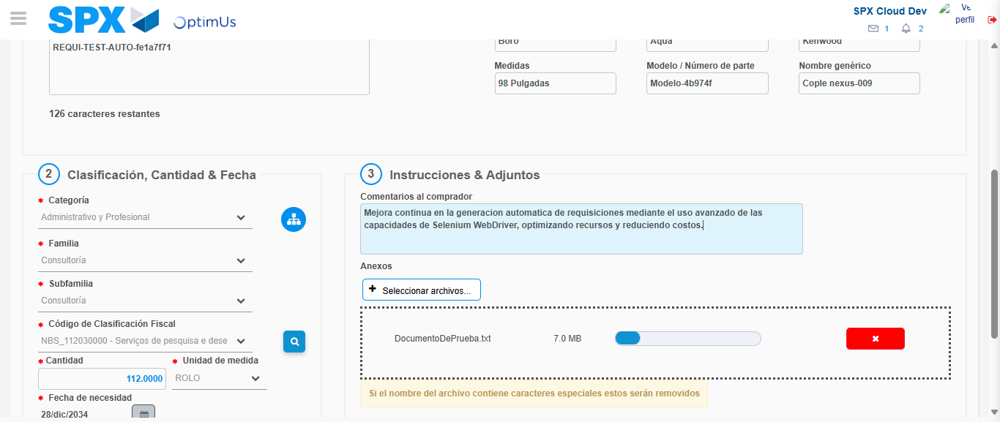 SPX OptimUs
SPX Cloud Dev
Ve
perfil
1 2
REQUI-TEST-AUTO-fe1a7f71
126 caracteres restantes
Boro
Aqua
Kenwood
Medidas
Modelo / Número de parte
Nombre genérico
98 Pulgadas
Modelo-4b974f
Cople nexus-009
2 Clasificación, Cantidad & Fecha
* Categoría
Administrativo y Profesional
* Familia
Consultoría
* Subfamilia
Consultoría
* Código de Clasificación Fiscal
NBS_112030000 - Serviços de pesquisa e dese
* Cantidad
* Unidad de medida
112.0000
ROLO
* Fecha de necesidad
28/dic/2034
3 Instrucciones & Adjuntos
Comentarios al comprador
Mejora continua en la generacion automatica de requisiciones mediante el uso avanzado de las
capacidades de Selenium WebDriver, optimizando recursos y reduciendo costos.
Anexos
+ Seleccionar archivos...
DocumentoDePrueba.txt
7.0 MB
Si el nombre del archivo contiene caracteres especiales estos serán removidos